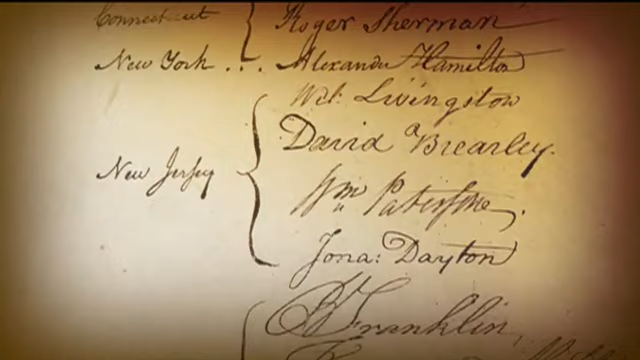 Connecticut Roger Sherman
New York . . . Alexander Hamilton
Wil: Livingston
David Brearley.
New Jersey
Wm Paterson.
Jona: Dayton
B Franklin